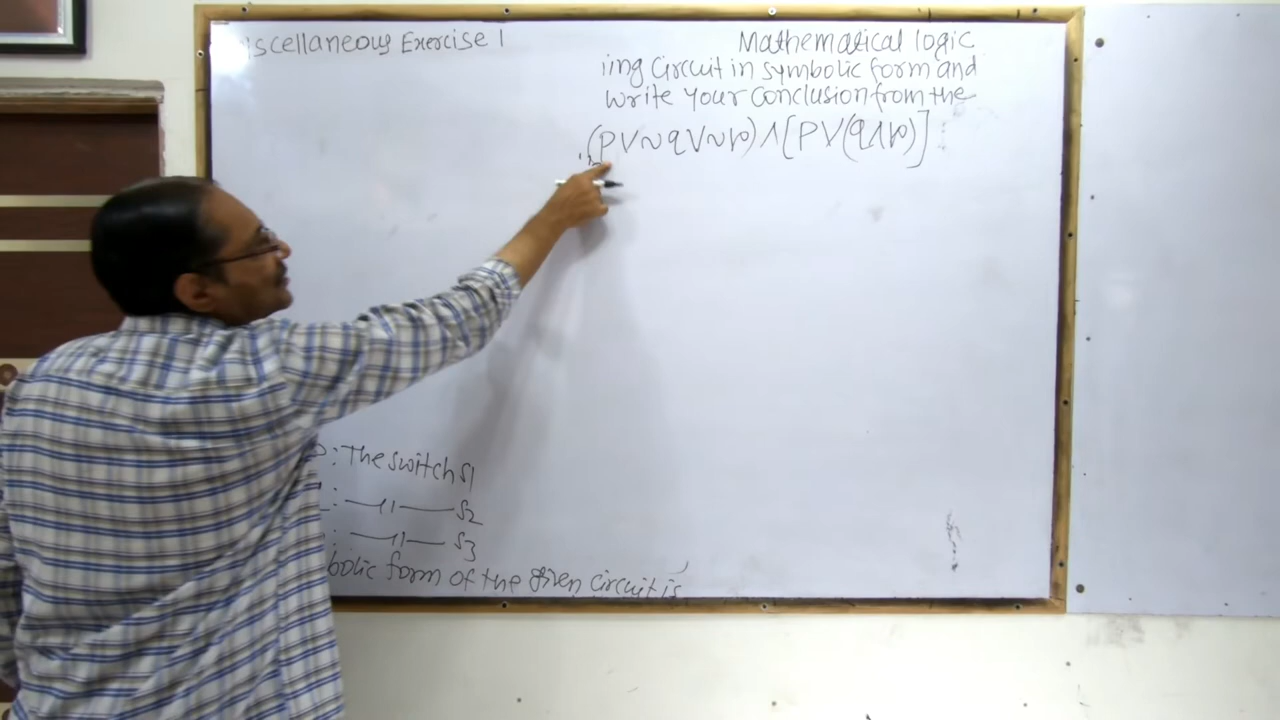 iscellaneous Exercise 1
Mathematical logic
ing Circuit in symbolic form and
Write your conclusion from the
(p∨~q∨~r)∧[p∨(q∧r)]
: The switch S1
: —〃— S2
: —〃— S3
bolic form of the given circuit is